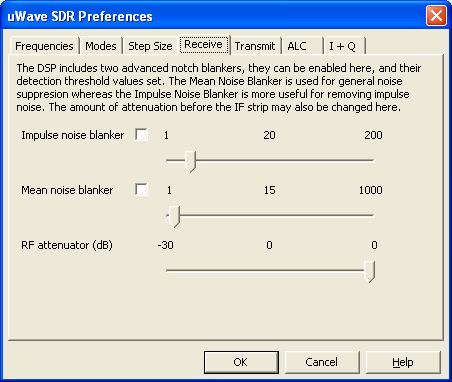 uWave SDR Preferences
Frequencies Modes Step Size Receive Transmit ALC I + Q
The DSP includes two advanced notch blankers, they can be enabled here, and their
detection threshold values set. The Mean Noise Blanker is used for general noise
suppresion whereas the Impulse Noise Blanker is more useful for removing impulse
noise. The amount of attenuation before the IF strip may also be changed here.
Impulse noise blanker 1 20 200
Mean noise blanker 1 15 1000
RF attenuator (dB) -30 0 0
OK Cancel Help